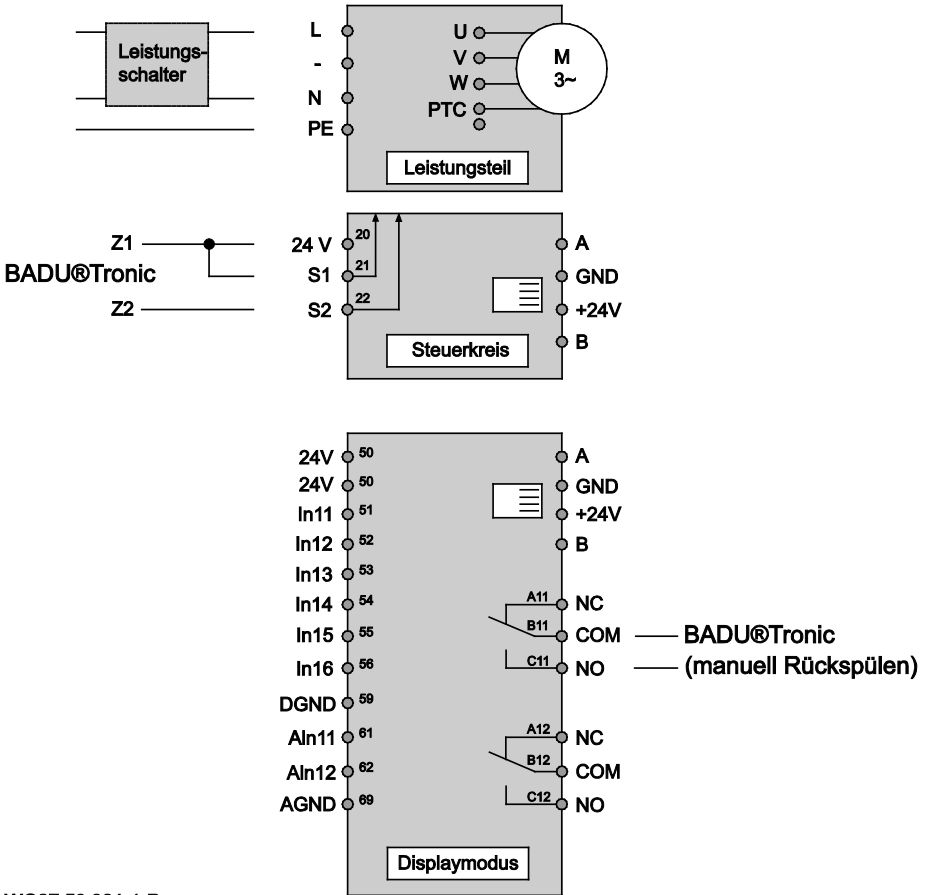 Leistungs-
schalter
L
-
N
PE
U
V
W
PTC
M
3~
Leistungsteil
Z1
BADU®Tronic
Z2
24 V 20
S1 21
S2 22
A
GND
+24V
B
Steuerkreis
24V 50
24V 50
In11 51
In12 52
In13 53
In14 54
In15 55
In16 56
DGND 59
AIn11 61
AIn12 62
AGND 69
A
GND
+24V
B
A11 NC
B11 COM
C11 NO
BADU®Tronic
(manuell Rückspülen)
A12 NC
B12 COM
C12 NO
Displaymodus